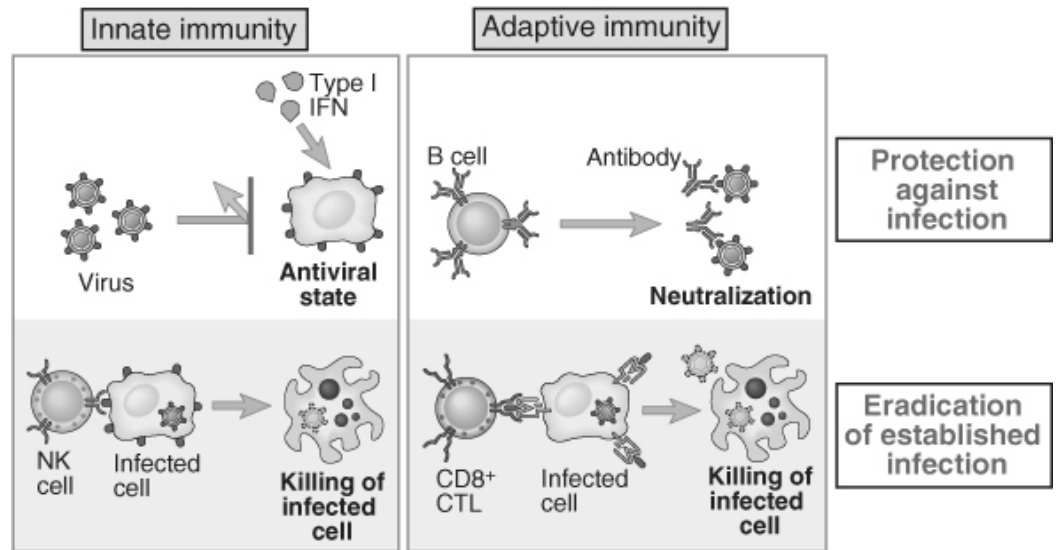 Innate immunity
Adaptive immunity
Type I
IFN
Virus
Antiviral
state
B cell
Antibody
Neutralization
Protection
against
infection
NK
cell
Infected
cell
Killing of
infected
cell
CD8⁺
CTL
Infected
cell
Killing of
infected
cell
Eradication
of established
infection